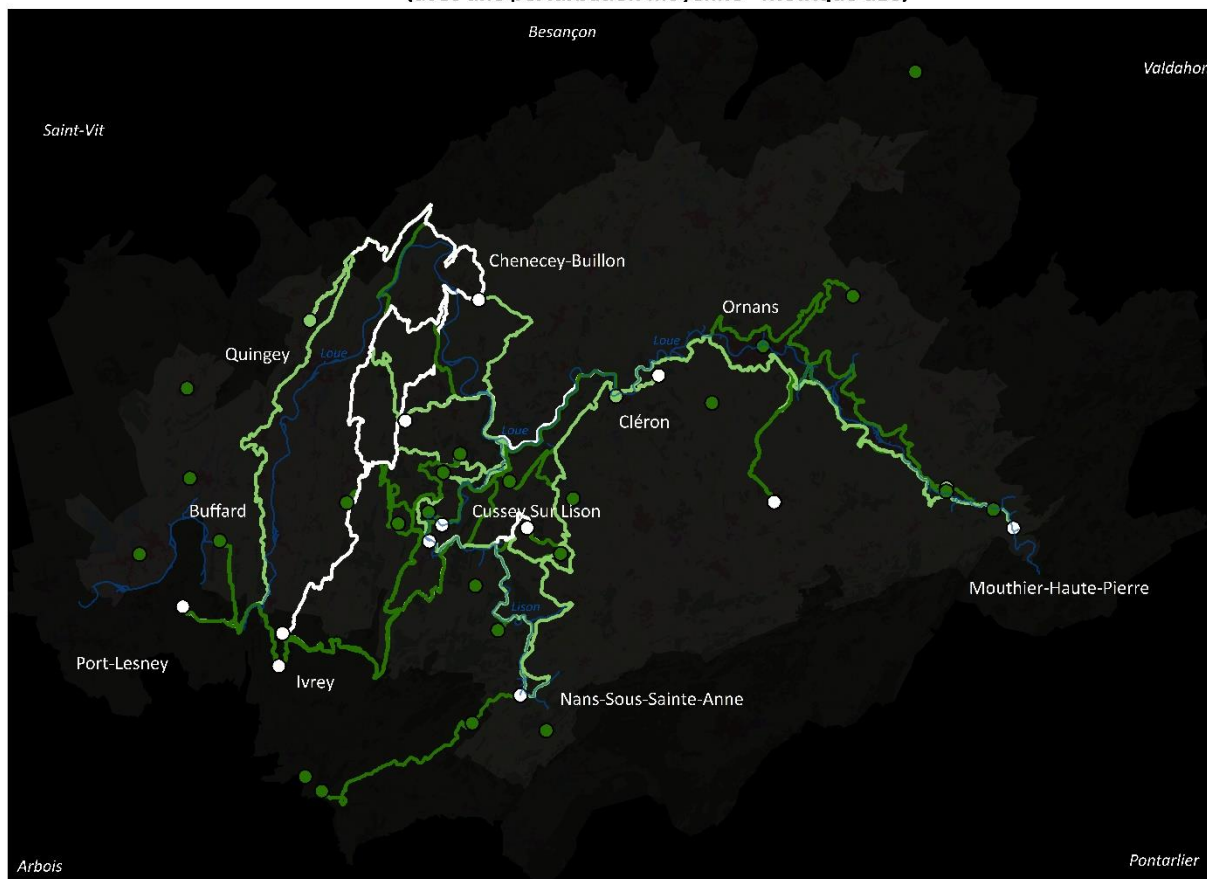 Besançon
Valdahon
Saint-Vit
Chenecey-Buillon
Ornans
Loue
Quingey
Loue
Cléron
Loue
Buffard
Cussey Sur Lison
Mouthier-Haute-Pierre
Lison
Port-Lesney
Ivrey
Nans-Sous-Sainte-Anne
Arbois
Pontarlier